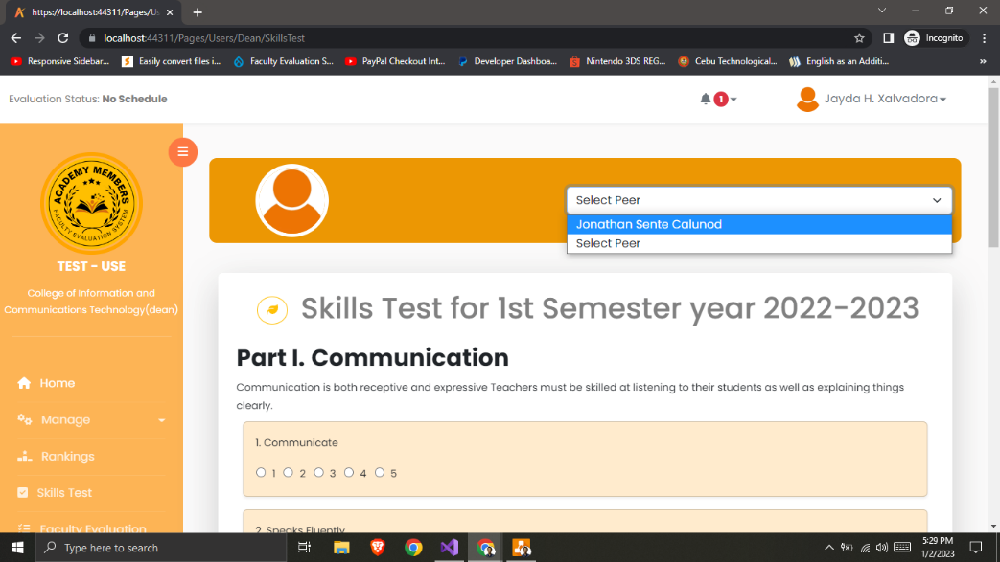 https://localhost:44311/Pages/Us
localhost:44311/Pages/Users/Dean/SkillsTest
Incognito
Responsive Sidebar...
Easily convert files i...
Faculty Evaluation S...
PayPal Checkout Int...
Developer Dashboa...
Nintendo 3DS REG...
Cebu Technological...
English as an Additi...
Evaluation Status: No Schedule
1
Jayda H. Xalvadora
ACADEMY MEMBERS
FACULTY EVALUATION SYSTEM
TEST - USE
College of Information and
Communications Technology(dean)
Home
Manage
Rankings
Skills Test
Faculty Evaluation
Select Peer
Jonathan Sente Calunod
Select Peer
Skills Test for 1st Semester year 2022-2023
Part I. Communication
Communication is both receptive and expressive Teachers must be skilled at listening to their students as well as explaining things
clearly.
1. Communicate
1 2 3 4 5
2. Speaks Fluently
Type here to search
5:29 PM
1/2/2023